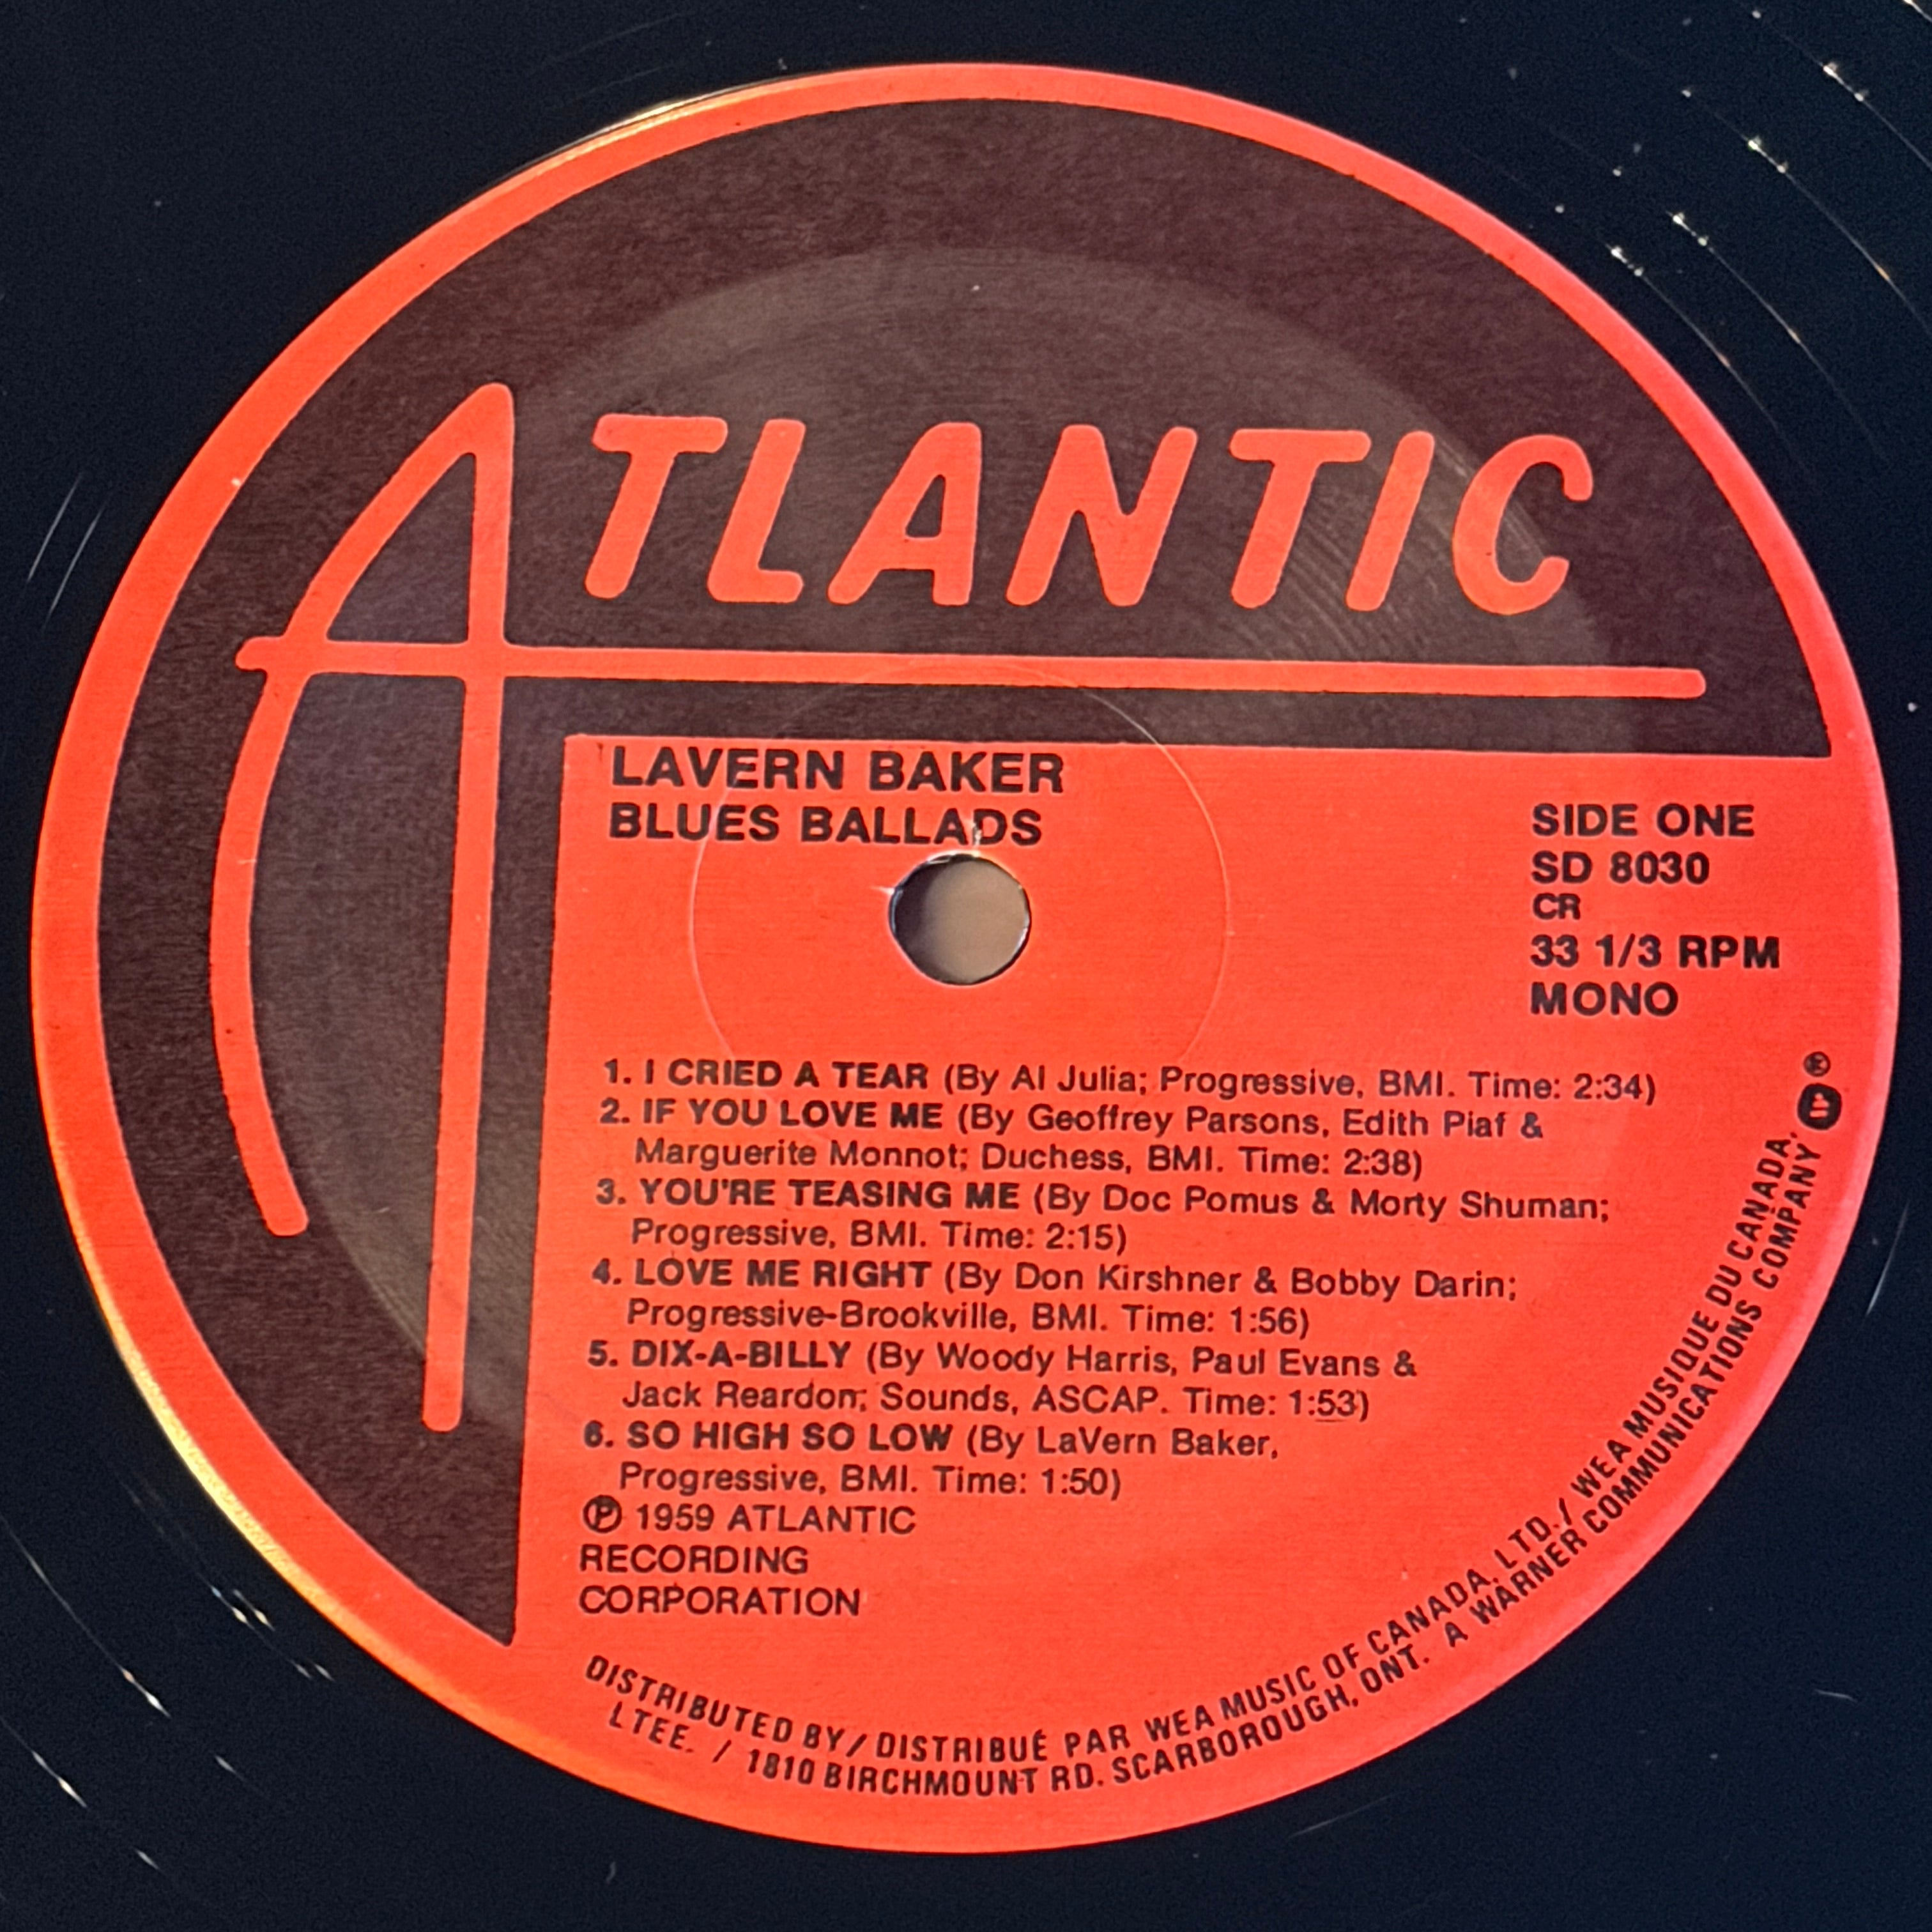 ATLANTIC
LAVERN BAKER
BLUES BALLADS
SIDE ONE
SD 8030
CR
33 1/3 RPM
MONO
1. I CRIED A TEAR (By Al Julia; Progressive, BMI. Time: 2:34)
2. IF YOU LOVE ME (By Geoffrey Parsons, Edith Piaf &
Marguerite Monnot; Duchess, BMI. Time: 2:38)
3. YOU'RE TEASING ME (By Doc Pomus & Morty Shuman;
Progressive, BMI. Time: 2:15)
4. LOVE ME RIGHT (By Don Kirshner & Bobby Darin;
Progressive-Brookville, BMI. Time: 1:56)
5. DIX-A-BILLY (By Woody Harris, Paul Evans &
Jack Reardon; Sounds, ASCAP. Time: 1:53)
6. SO HIGH SO LOW (By LaVern Baker,
Progressive, BMI. Time: 1:50)
℗ 1959 ATLANTIC
RECORDING
CORPORATION
DISTRIBUTED BY / DISTRIBUÉ PAR WEA MUSIC OF CANADA, LTD. / WEA MUSIQUE DU CANADA,
LTEE. / 1810 BIRCHMOUNT RD. SCARBOROUGH, ONT. A WARNER COMMUNICATIONS COMPANY